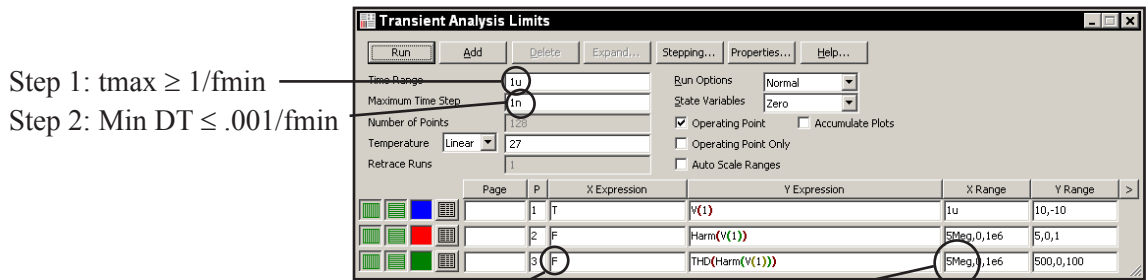 Transient Analysis Limits
Run Add Delete Expand... Stepping... Properties... Help...
Step 1: tmax ≥ 1/fmin
Step 2: Min DT ≤ .001/fmin
Time Range 1u Run Options Normal
Maximum Time Step 1n State Variables Zero
Number of Points 128 Operating Point Accumulate Plots
Temperature Linear 27 Operating Point Only
Retrace Runs 1 Auto Scale Ranges
Page P X Expression Y Expression X Range Y Range >
1 T V(1) 1u 10,-10
2 F Harm(V(1)) 5Meg,0,1e6 5,0,1
3 F THD(Harm(V(1))) 5Meg,0,1e6 500,0,100